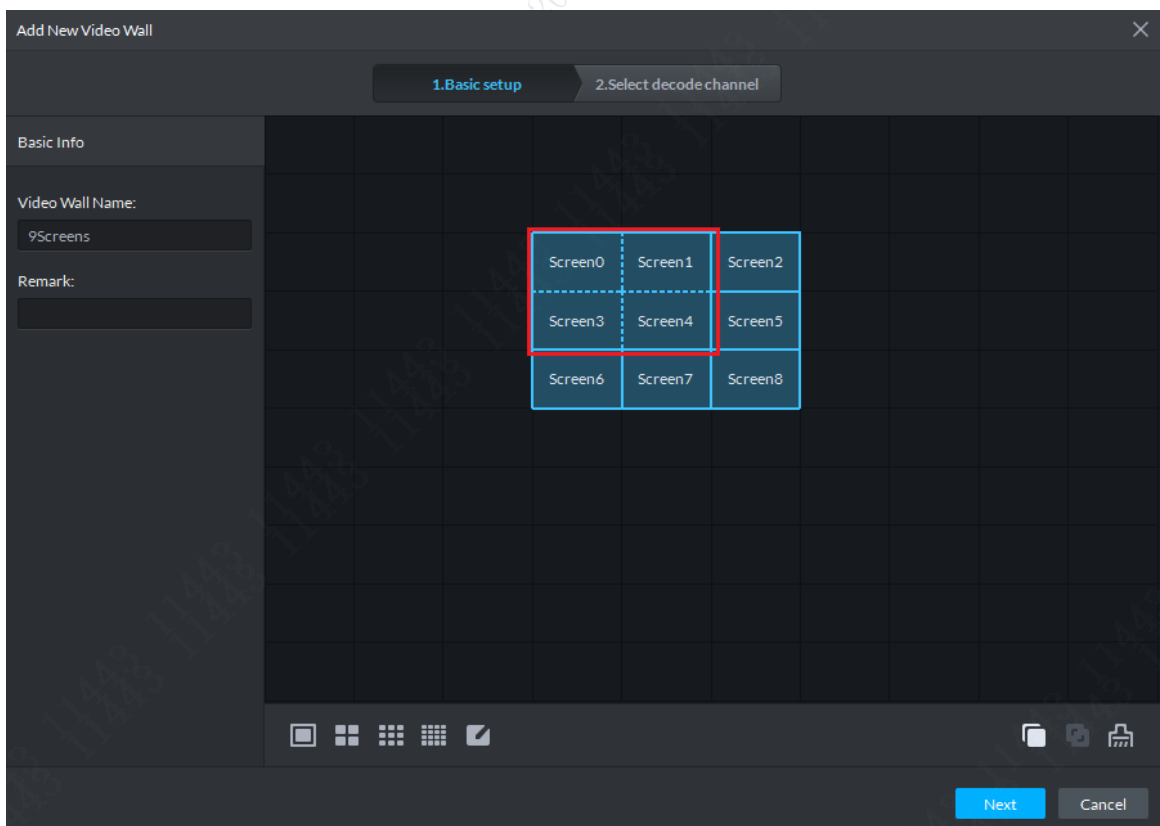 Add New Video Wall
1.Basic setup
2.Select decode channel
Basic Info
Video Wall Name:
9Screens
Remark:
Screen0 Screen1 Screen2
Screen3 Screen4 Screen5
Screen6 Screen7 Screen8
Next Cancel